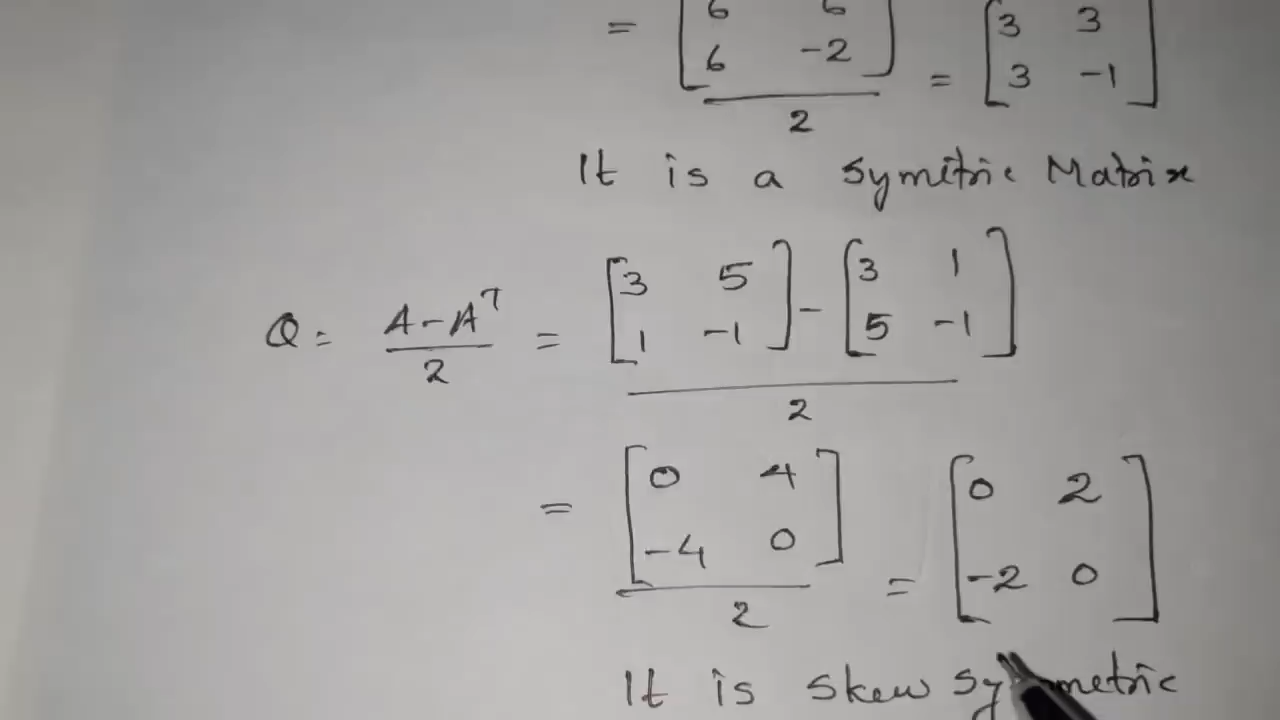 = [6 6
6 -2] / 2 = [3 3
3 -1]
It is a Symetric Matrix
Q = (A - A^T) / 2 = ([3 5
1 -1] - [3 1
5 -1]) / 2
= [0 4
-4 0] / 2 = [0 2
-2 0]
It is skew